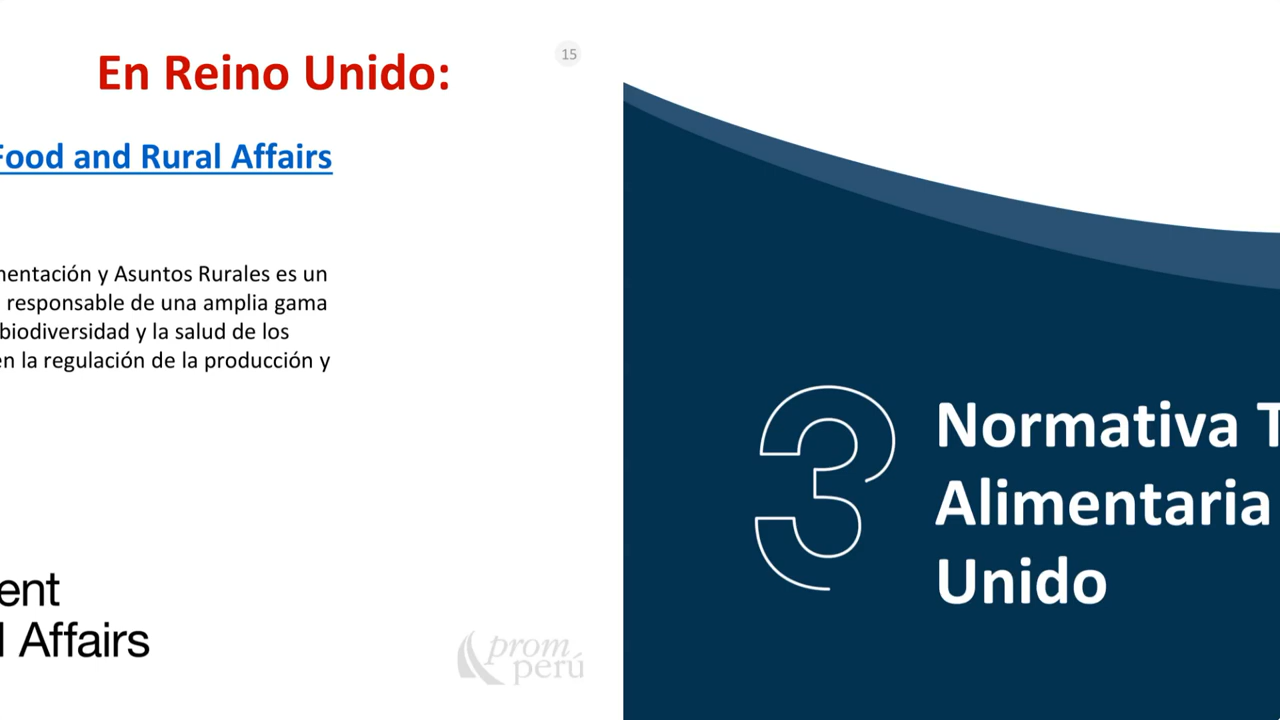 15
En Reino Unido:
Food and Rural Affairs
mentación y Asuntos Rurales es un
responsable de una amplia gama
biodiversidad y la salud de los
en la regulación de la producción y
ent
l Affairs
prom
perú
3
Normativa T
Alimentaria
Unido